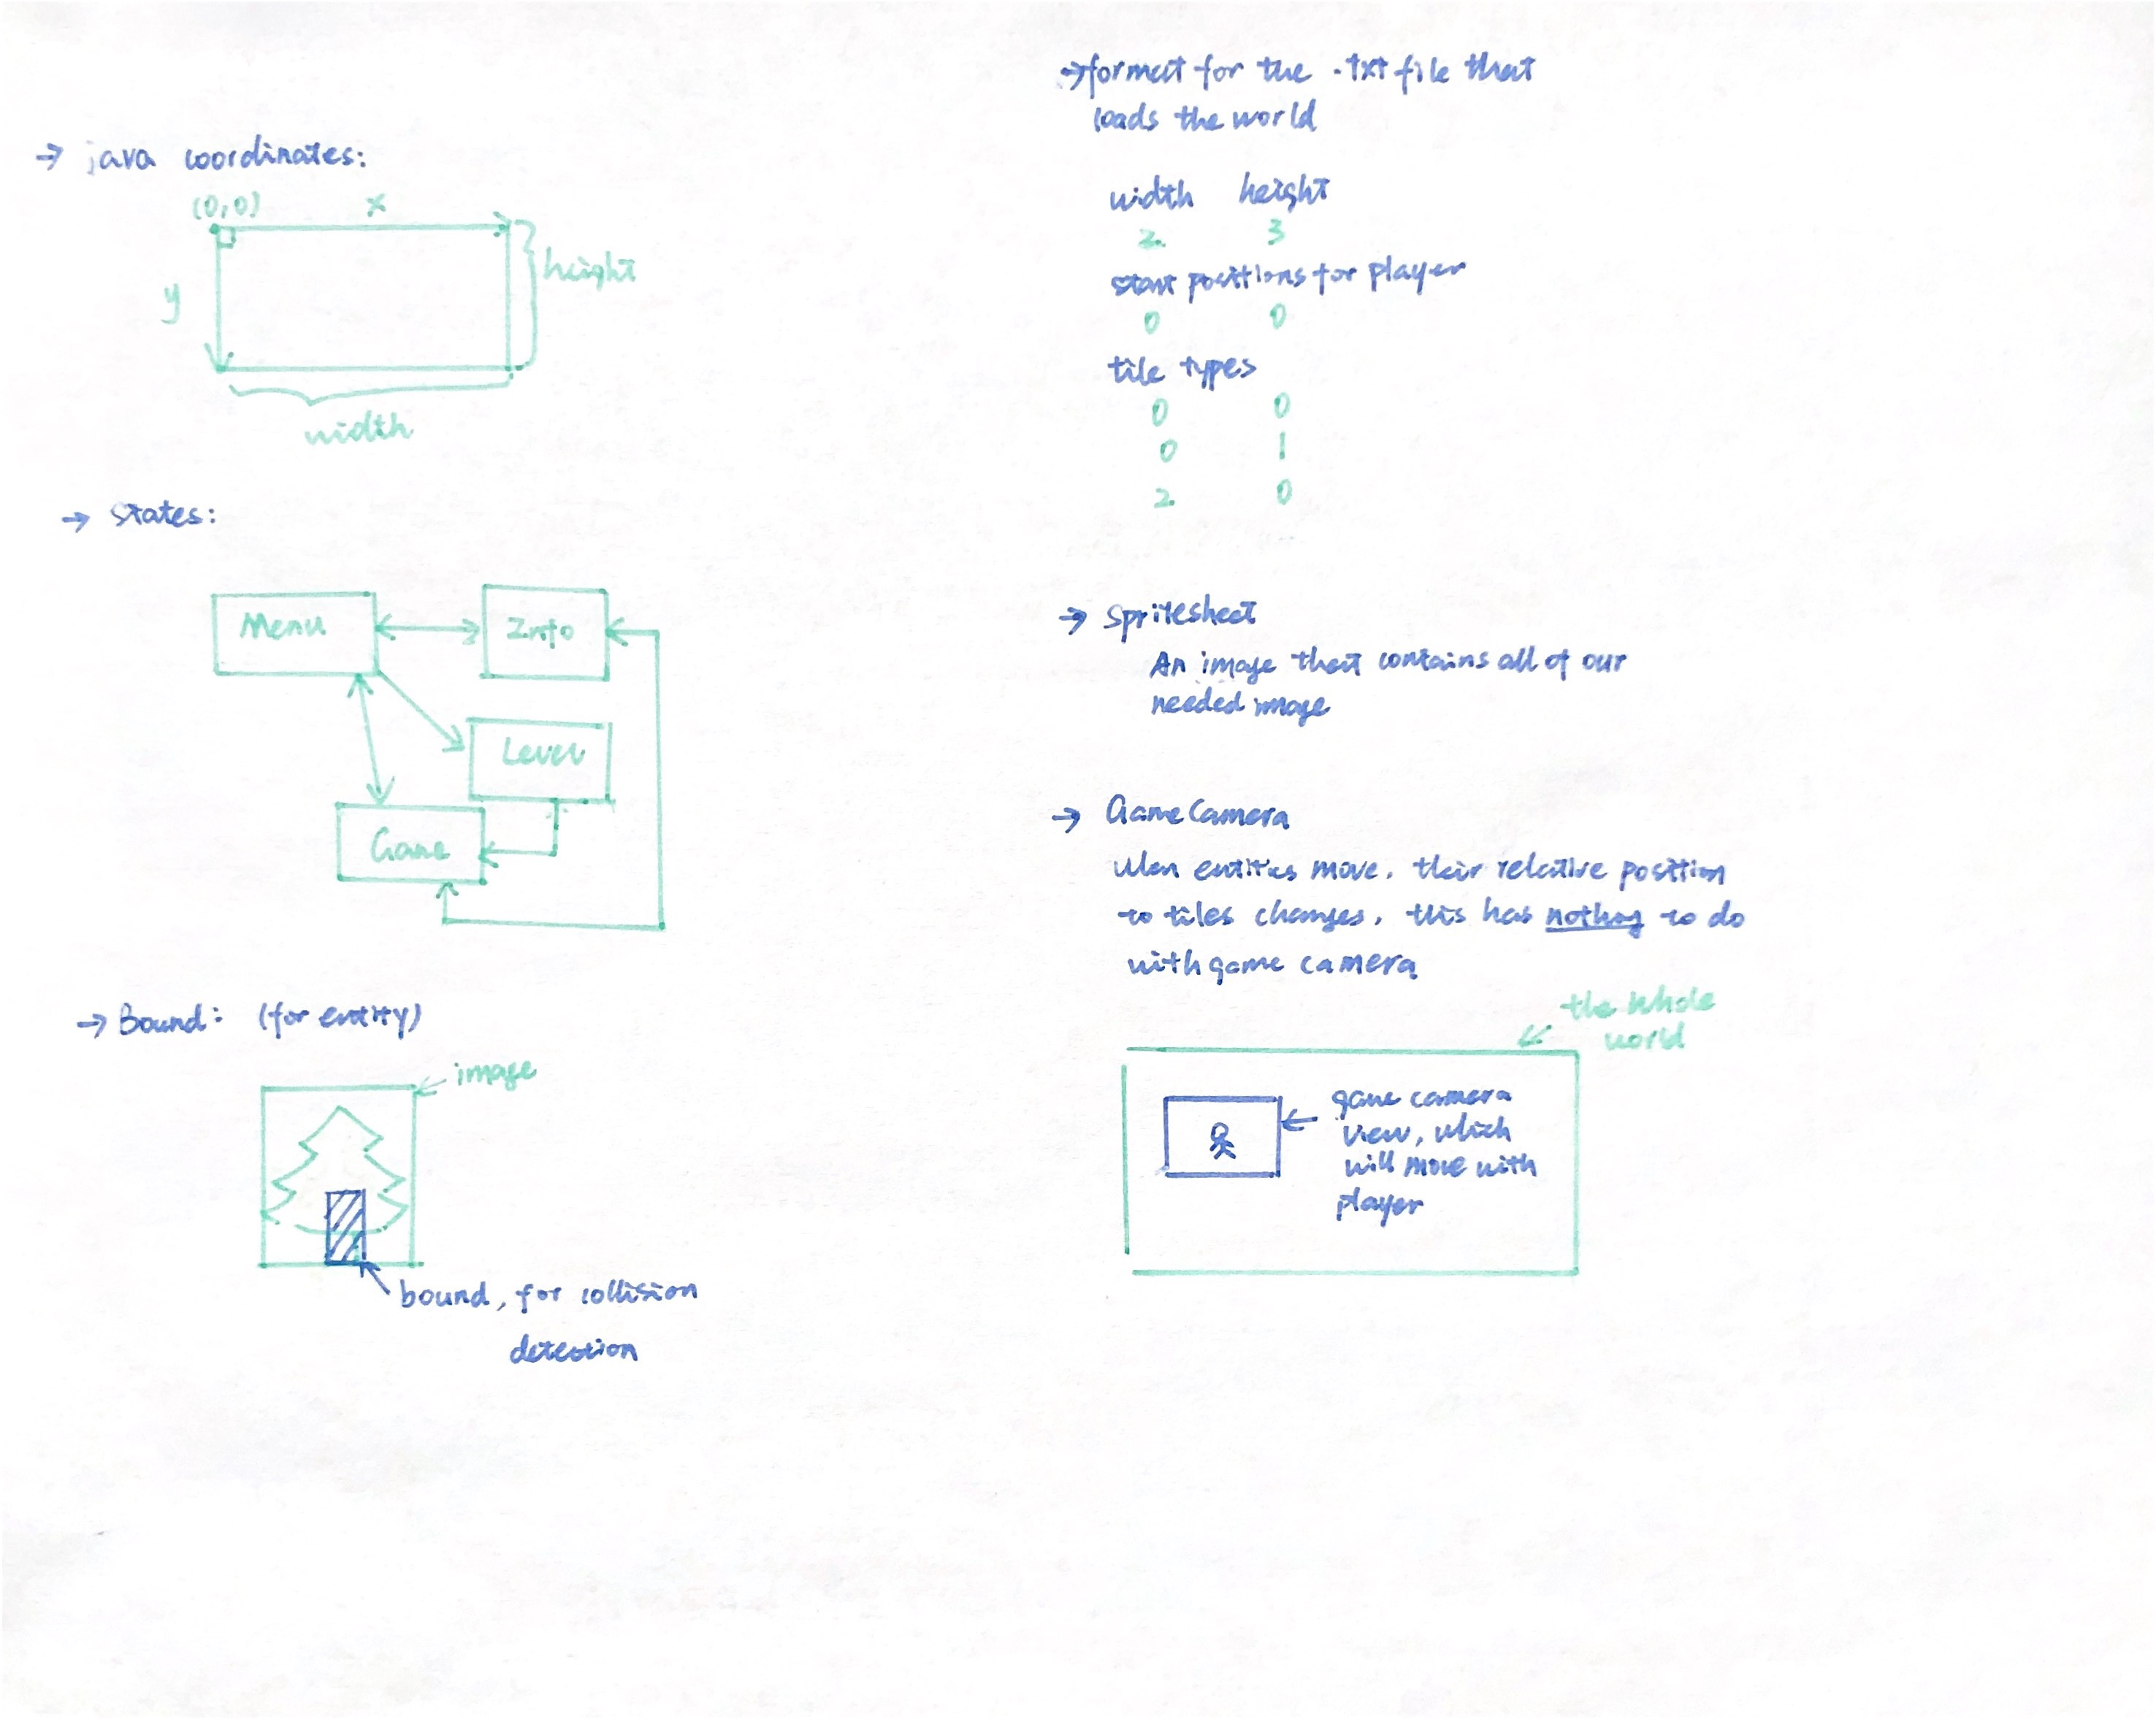 → java coordinates:
(0,0) x
y
height
width
→ States:
Menu
Info
Level
Game
→ Bound: (for entity)
image
bound, for collision
detection
→ format for the .txt file that
loads the world
width height
2 3
start positions for player
0 0
tile types
0 0
0 1
2 0
→ Spritesheet
An image that contains all of our
needed image
→ GameCamera
When entities move, their relative position
to tiles changes, this has nothing to do
with game camera
the whole
world
game camera
view, which
will move with
player